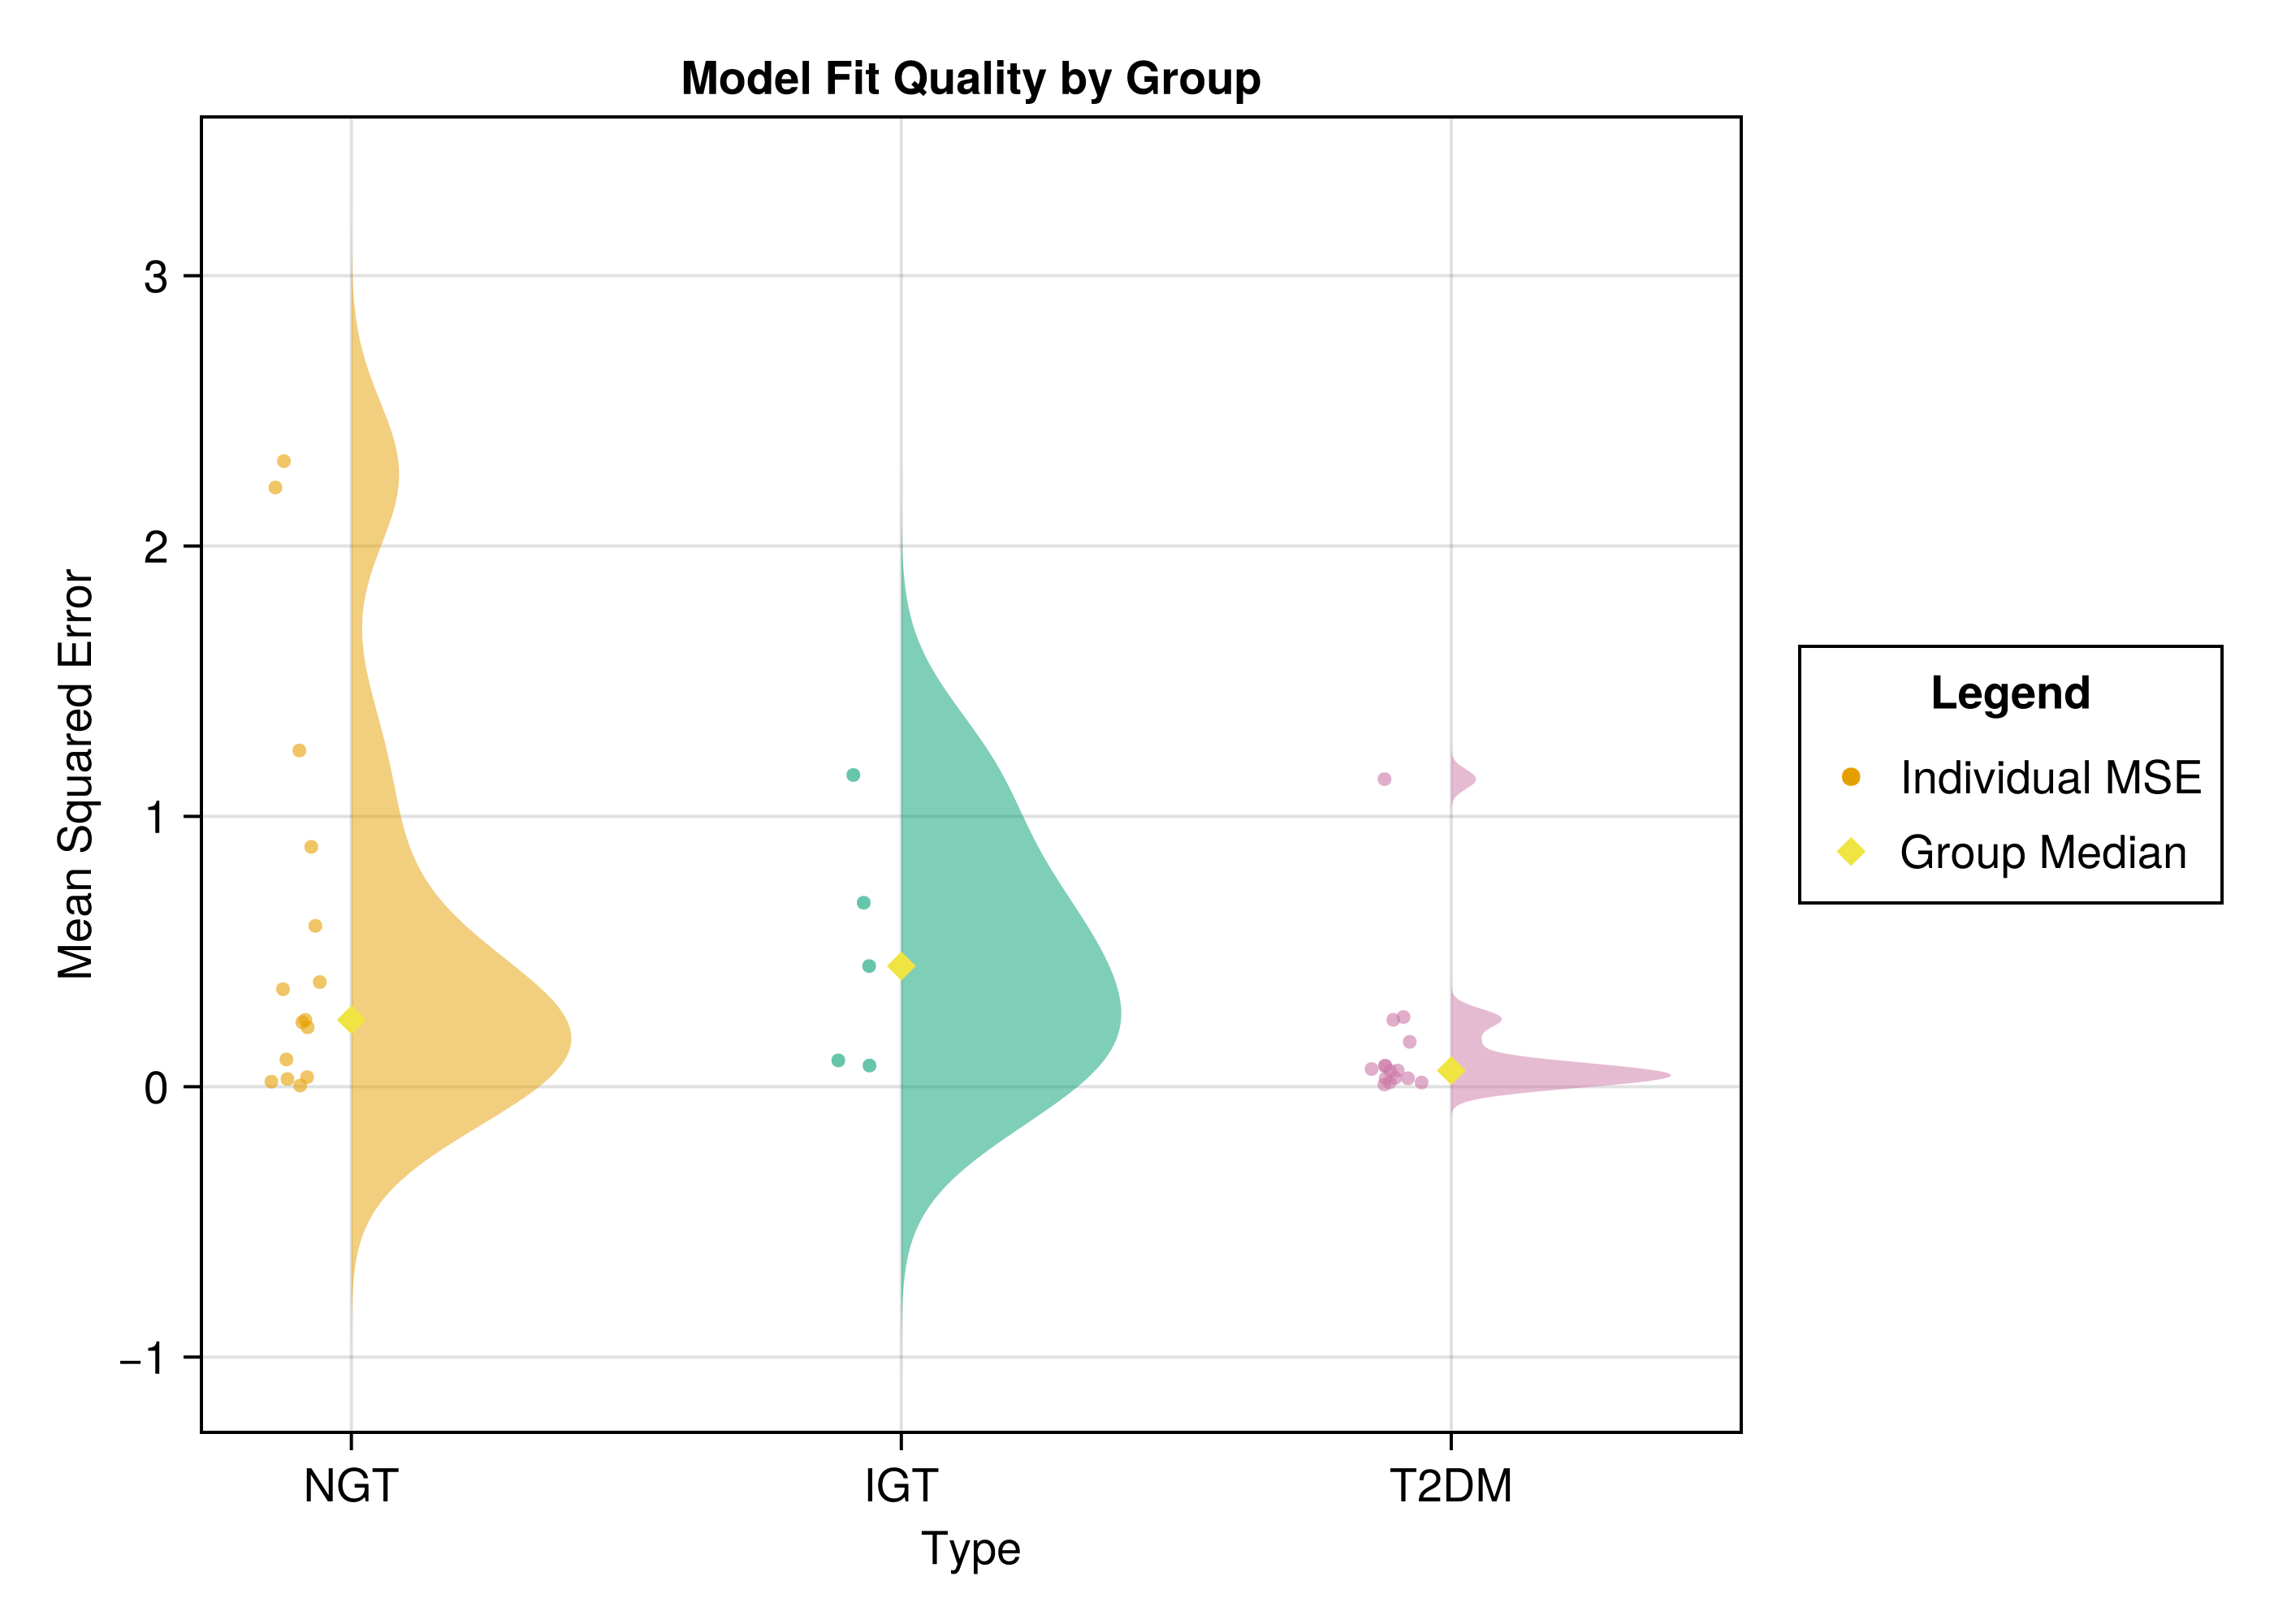 Model Fit Quality by Group
Mean Squared Error
3
2
1
0
−1
NGT
IGT
T2DM
Type
Legend
Individual MSE
Group Median